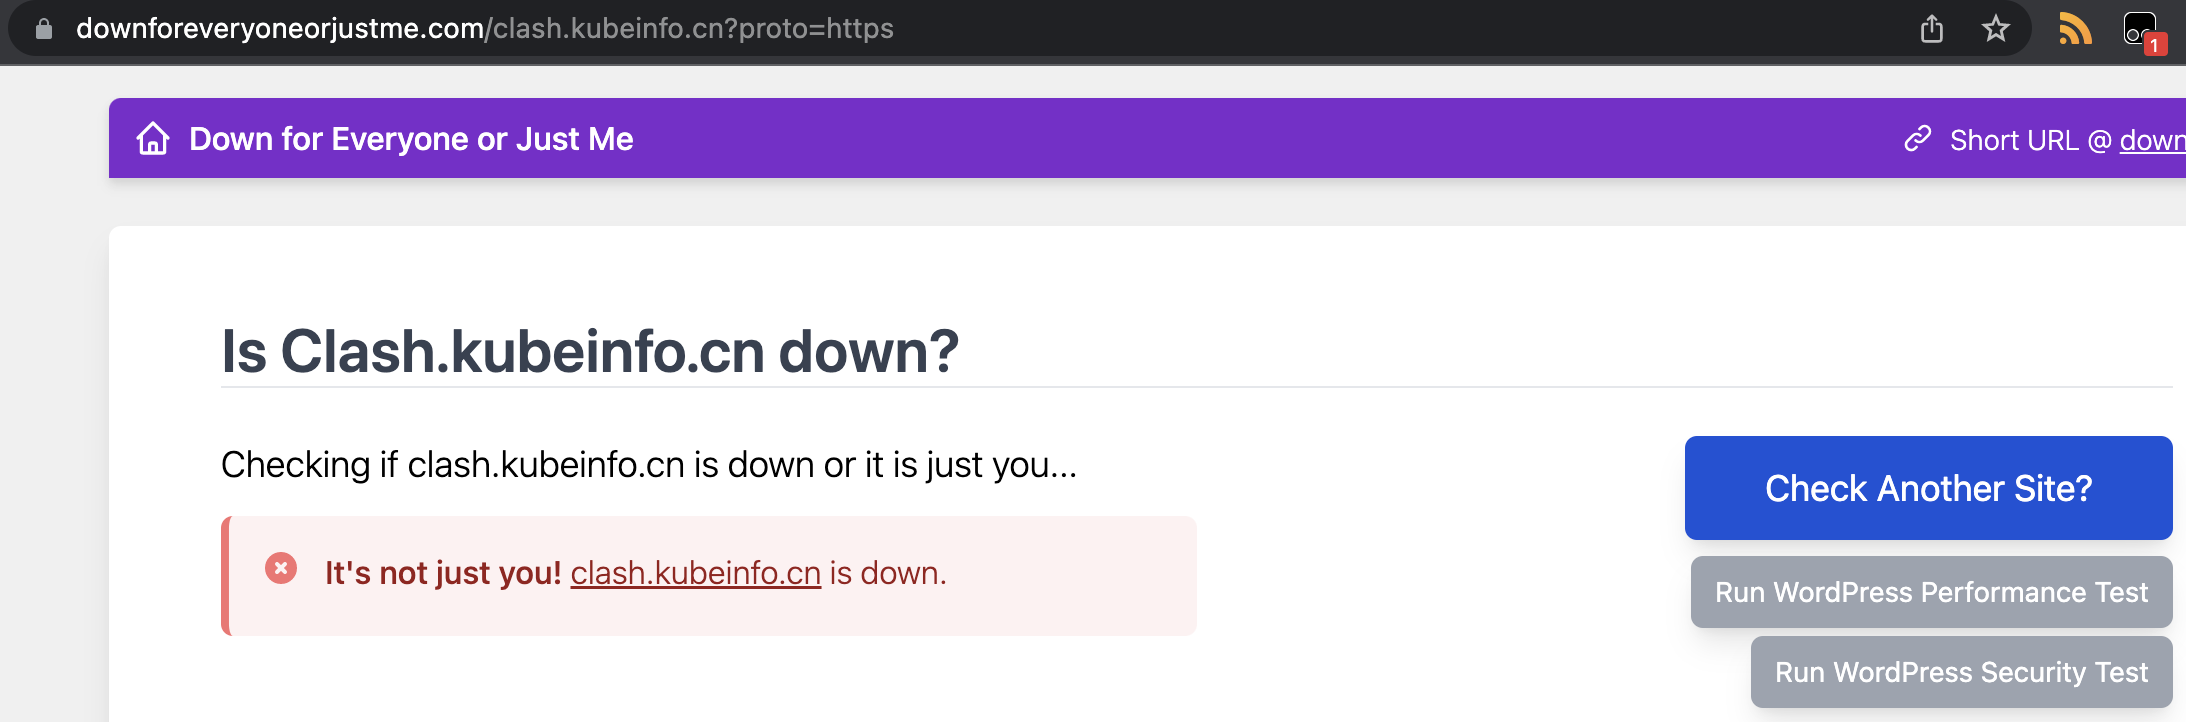 downforeveryoneorjustme.com/clash.kubeinfo.cn?proto=https
1
Down for Everyone or Just Me
Short URL @ down
Is Clash.kubeinfo.cn down?
Checking if clash.kubeinfo.cn is down or it is just you...
It's not just you! clash.kubeinfo.cn is down.
Check Another Site?
Run WordPress Performance Test
Run WordPress Security Test